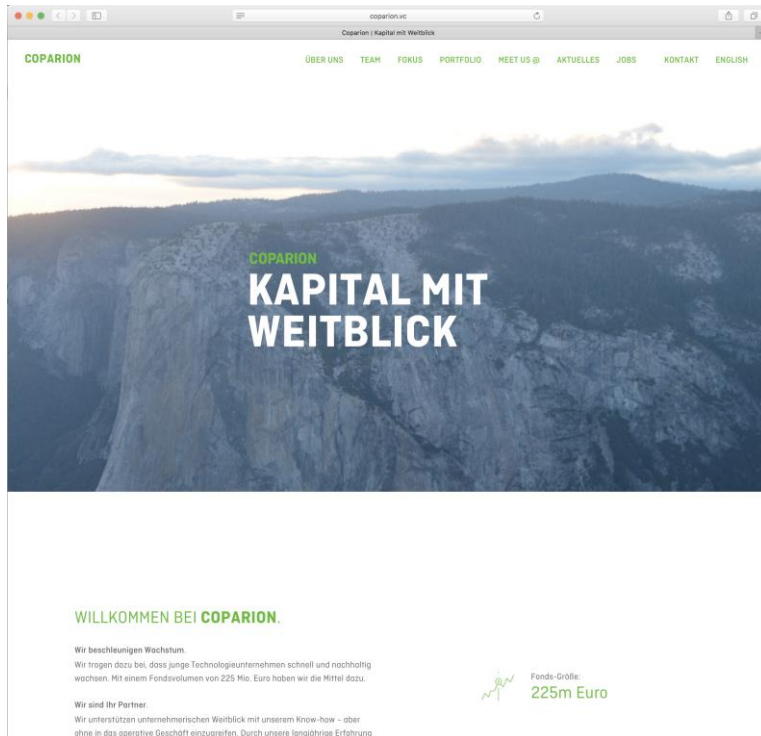 coparion.vc
Coparion | Kapital mit Weitblick
COPARION
ÜBER UNS TEAM FOKUS PORTFOLIO MEET US @ AKTUELLES JOBS KONTAKT ENGLISH
COPARION
KAPITAL MIT
WEITBLICK
WILLKOMMEN BEI COPARION.
Wir beschleunigen Wachstum.
Wir tragen dazu bei, dass junge Technologieunternehmen schnell und nachhaltig
wachsen. Mit einem Fondsvolumen von 225 Mio. Euro haben wir die Mittel dazu.
Fonds-Größe:
225m Euro
Wir sind Ihr Partner.
Wir unterstützen unternehmerischen Weitblick mit unserem Know-how – aber
ohne in das operative Geschäft einzugreifen. Durch unsere langjährige Erfahrung